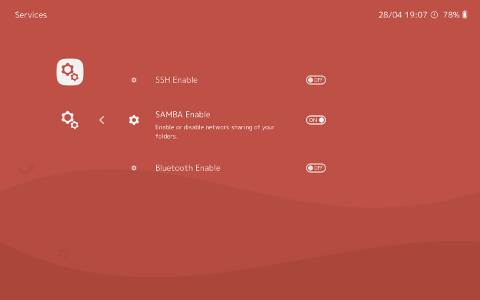 Services
28/04 19:07 78%
SSH Enable
OFF
SAMBA Enable
ON
Enable or disable network sharing of your
folders.
Bluetooth Enable
OFF